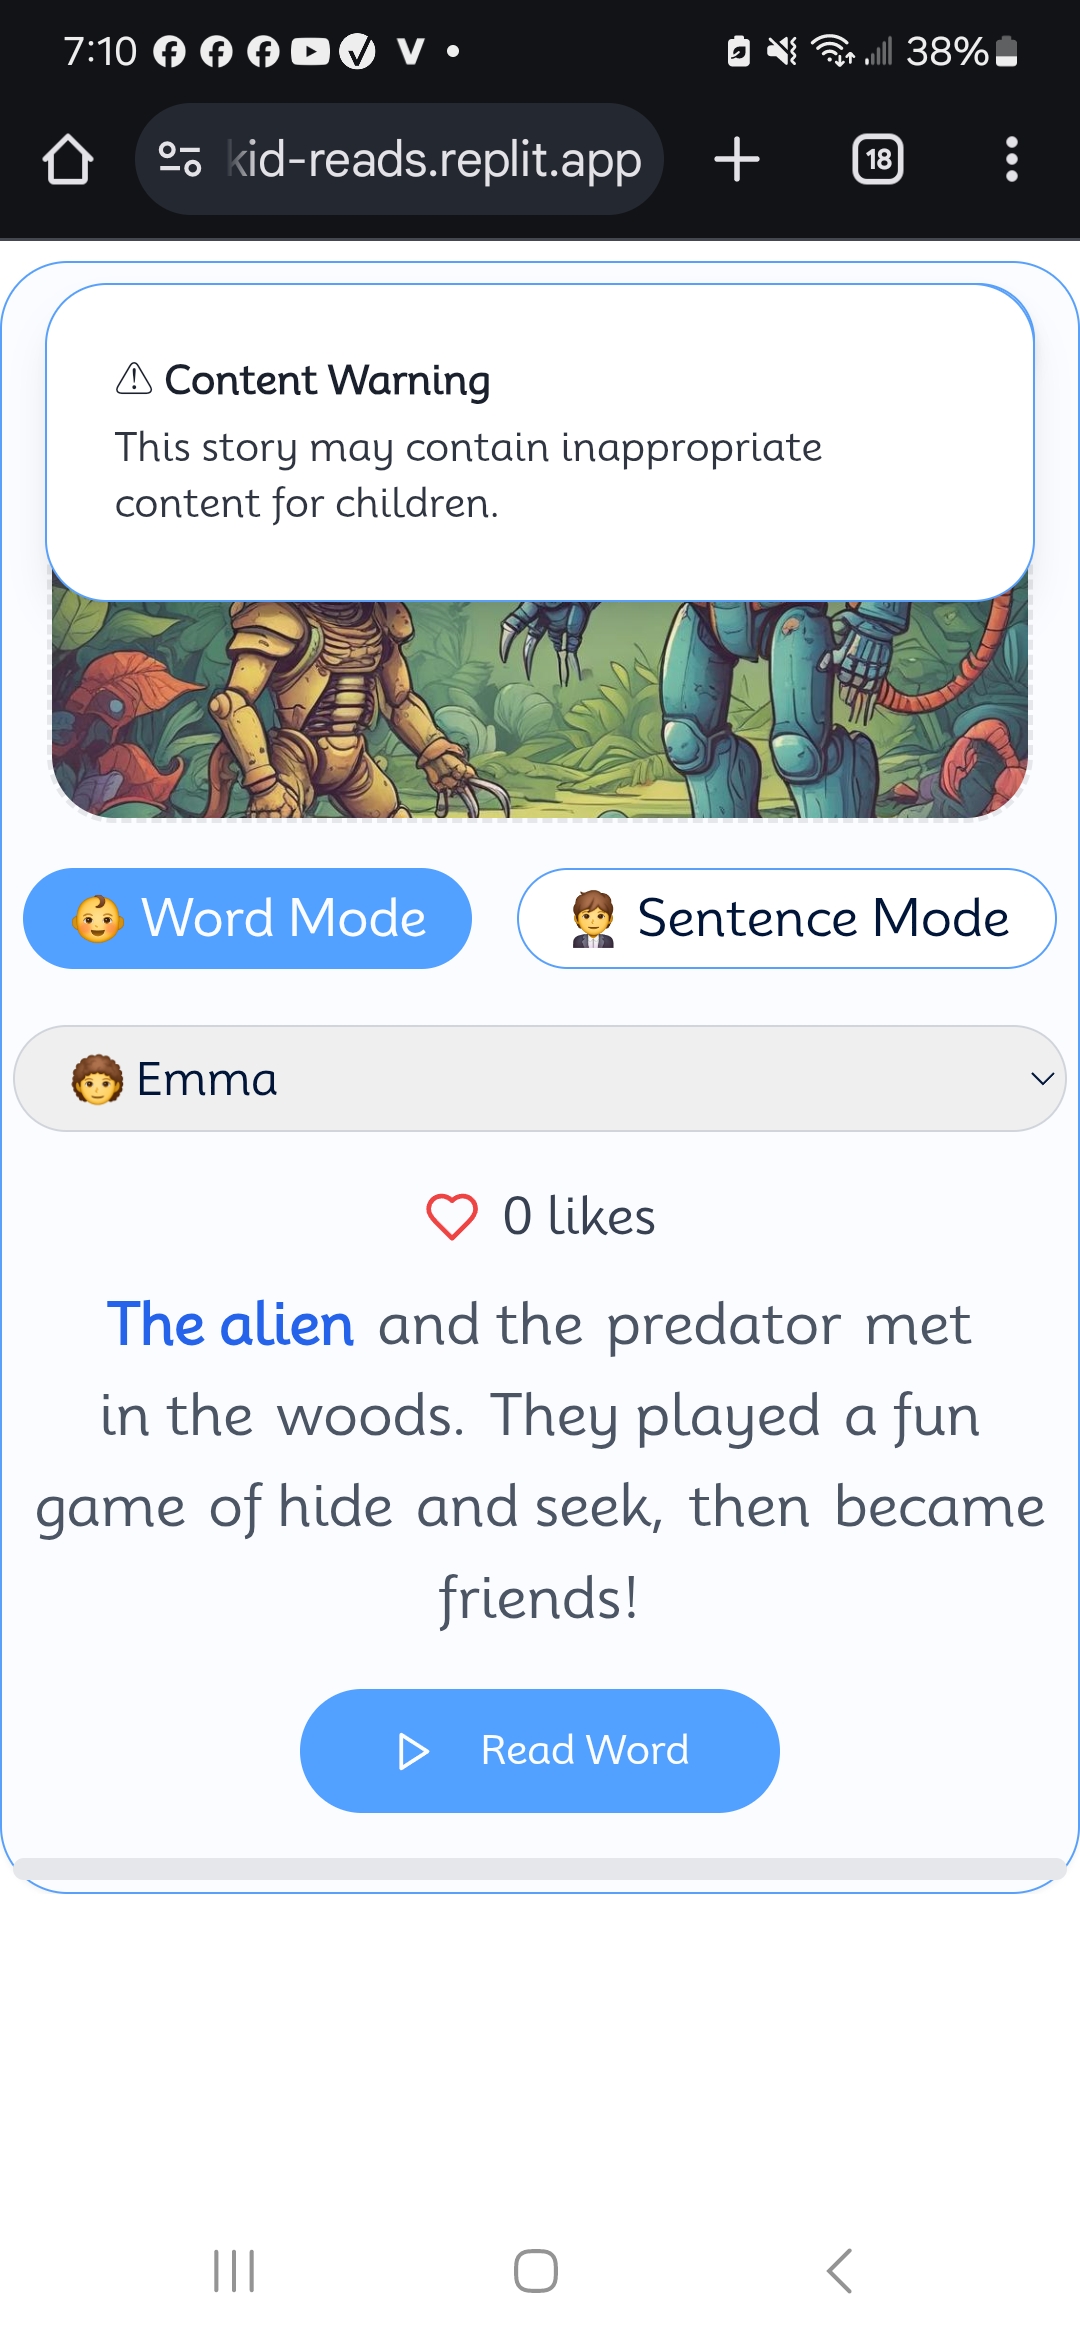 7:10
38%
kid-reads.replit.app
18
Content Warning
This story may contain inappropriate
content for children.
Word Mode
Sentence Mode
Emma
0 likes
The alien and the predator met
in the woods. They played a fun
game of hide and seek, then became
friends!
Read Word